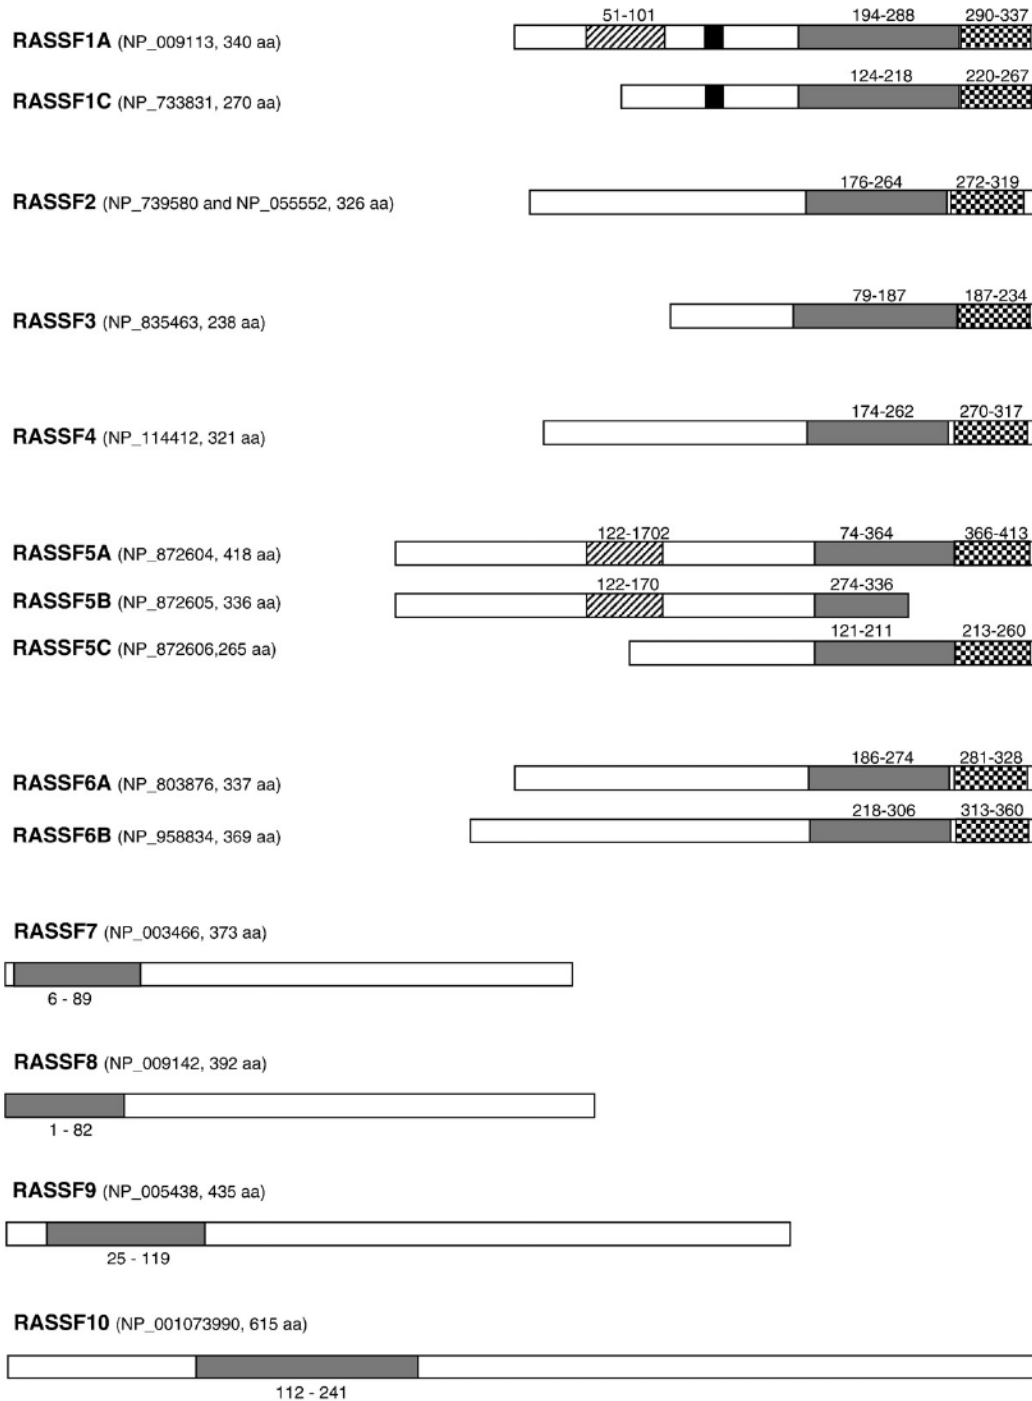 51-101 194-288 290-337
RASSF1A (NP_009113, 340 aa)
124-218 220-267
RASSF1C (NP_733831, 270 aa)
176-264 272-319
RASSF2 (NP_739580 and NP_055552, 326 aa)
79-187 187-234
RASSF3 (NP_835463, 238 aa)
174-262 270-317
RASSF4 (NP_114412, 321 aa)
122-1702 74-364 366-413
RASSF5A (NP_872604, 418 aa)
122-170 274-336
RASSF5B (NP_872605, 336 aa)
121-211 213-260
RASSF5C (NP_872606,265 aa)
186-274 281-328
RASSF6A (NP_803876, 337 aa)
218-306 313-360
RASSF6B (NP_958834, 369 aa)
RASSF7 (NP_003466, 373 aa)
6 - 89
RASSF8 (NP_009142, 392 aa)
1 - 82
RASSF9 (NP_005438, 435 aa)
25 - 119
RASSF10 (NP_001073990, 615 aa)
112 - 241